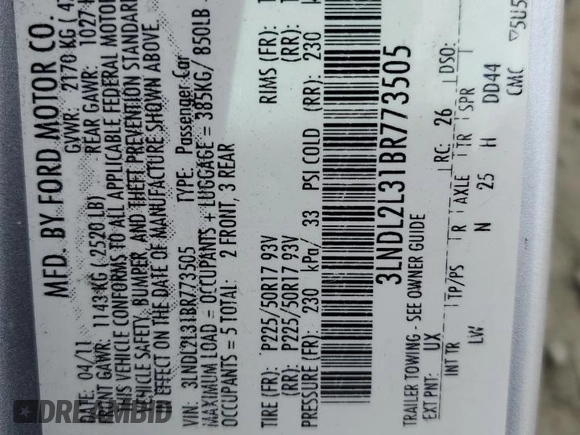 MFD. BY FORD MOTOR CO.
DATE: 04/11 GVWR: 2170 KG
FRONT GAWR: 1143 KG (2520 LB) REAR GAWR: 1027
THIS VEHICLE CONFORMS TO ALL APPLICABLE FEDERAL MOTOR
VEHICLE SAFETY, BUMPER AND THEFT PREVENTION STANDARD
IN EFFECT ON THE DATE OF MANUFACTURE SHOWN ABOVE.
VIN: 3LNDL2L31BR773505 TYPE: Passenger Car
MAXIMUM LOAD = OCCUPANTS + LUGGAGE = 385KG/ 850LB
OCCUPANTS = 5 TOTAL: 2 FRONT, 3 REAR
TIRE (FR): P225/50R17 93V RIMS (FR):
(RR): P225/50R17 93V (RR):
PRESSURE (FR): 230 kPa/ 33 PSI COLD (RR): 230
3LNDL2L31BR773505
TRAILER TOWING - SEE OWNER GUIDE
EXT PNT: UX RC: 26 DSO:
INT TR TP/PS R AXLE TR SPR
LW N 25 H DD44
CMC
DREAMBID